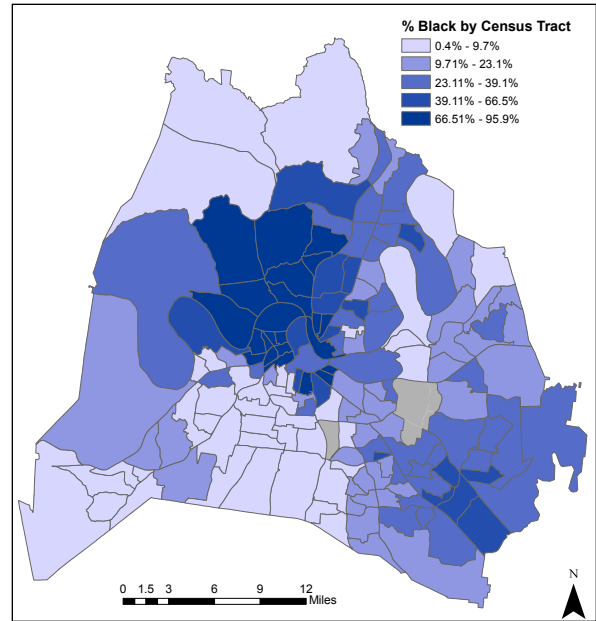 % Black by Census Tract
0.4% - 9.7%
9.71% - 23.1%
23.11% - 39.1%
39.11% - 66.5%
66.51% - 95.9%
0 1.5 3 6 9 12
Miles
N